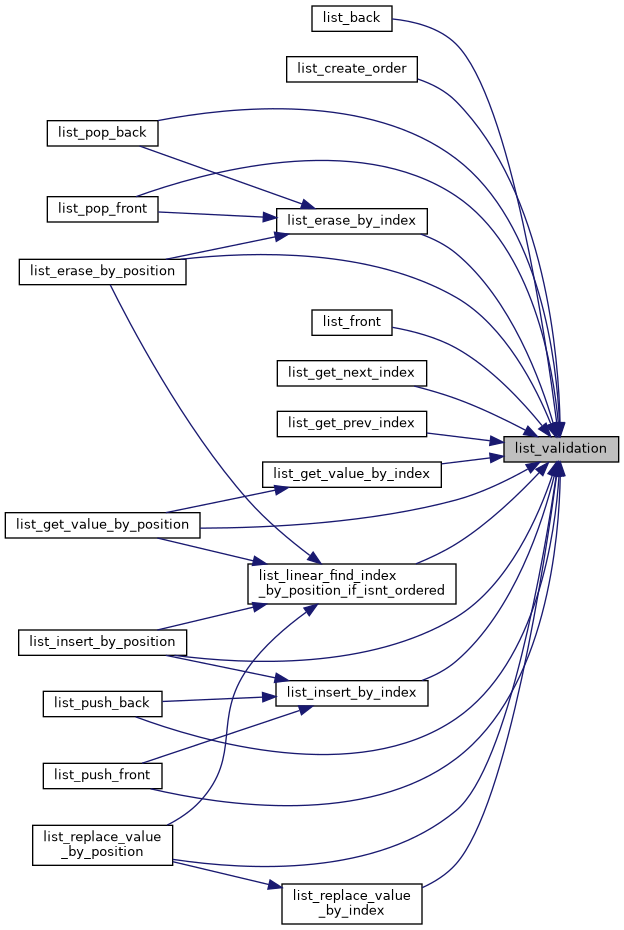 list_back
list_create_order
list_pop_back
list_pop_front
list_erase_by_index
list_erase_by_position
list_front
list_get_next_index
list_get_prev_index
list_validation
list_get_value_by_index
list_get_value_by_position
list_linear_find_index
_by_position_if_isnt_ordered
list_insert_by_position
list_insert_by_index
list_push_back
list_push_front
list_replace_value
_by_position
list_replace_value
_by_index